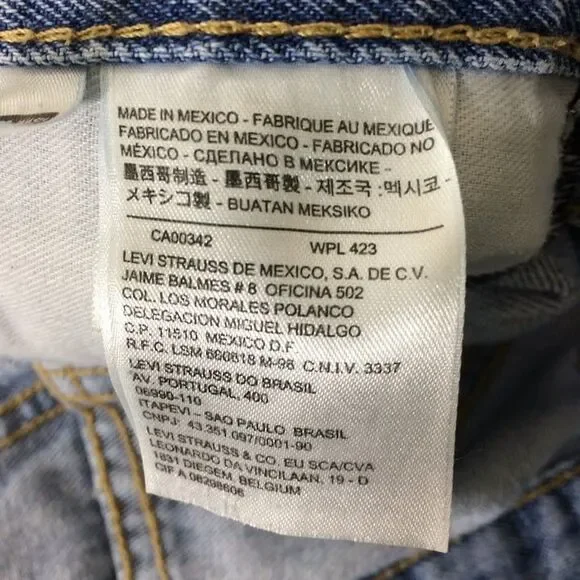 MADE IN MEXICO - FABRIQUE AU MEXIQUE
FABRICADO EN MEXICO - FABRICADO NO
MÉXICO - СДЕЛАНО В МЕКСИКЕ -
墨西哥制造 - 墨西哥製 - 제조국 :멕시코 -
メキシコ製 - BUATAN MEKSIKO
CA00342 WPL 423
LEVI STRAUSS DE MEXICO, S.A. DE C.V.
JAIME BALMES # 8 OFICINA 502
COL. LOS MORALES POLANCO
DELEGACION MIGUEL HIDALGO
C.P. 11510 MEXICO D.F.
R.F.C. LSM 660618 M-96 C.N.I.V. 3337
LEVI STRAUSS DO BRASIL
AV. PORTUGAL, 400
06990-110
ITAPEVI – SAO PAULO BRASIL
CNPJ: 43.351.097/0001-90
LEVI STRAUSS & CO. EU SCA/CVA
LEONARDO DA VINCILAAN, 19 - D
1831 DIEGEM, BELGIUM
CIF A 08298606